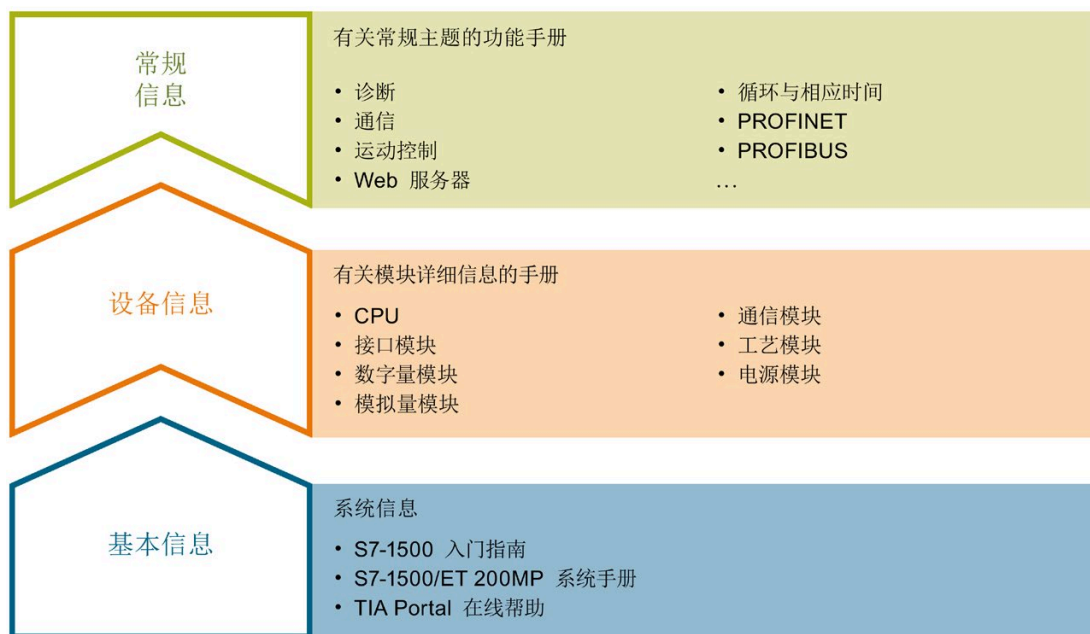 常规
信息
有关常规主题的功能手册
• 诊断
• 通信
• 运动控制
• Web 服务器
• 循环与相应时间
• PROFINET
• PROFIBUS
...
设备信息
有关模块详细信息的手册
• CPU
• 接口模块
• 数字量模块
• 模拟量模块
• 通信模块
• 工艺模块
• 电源模块
基本信息
系统信息
• S7-1500 入门指南
• S7-1500/ET 200MP 系统手册
• TIA Portal 在线帮助